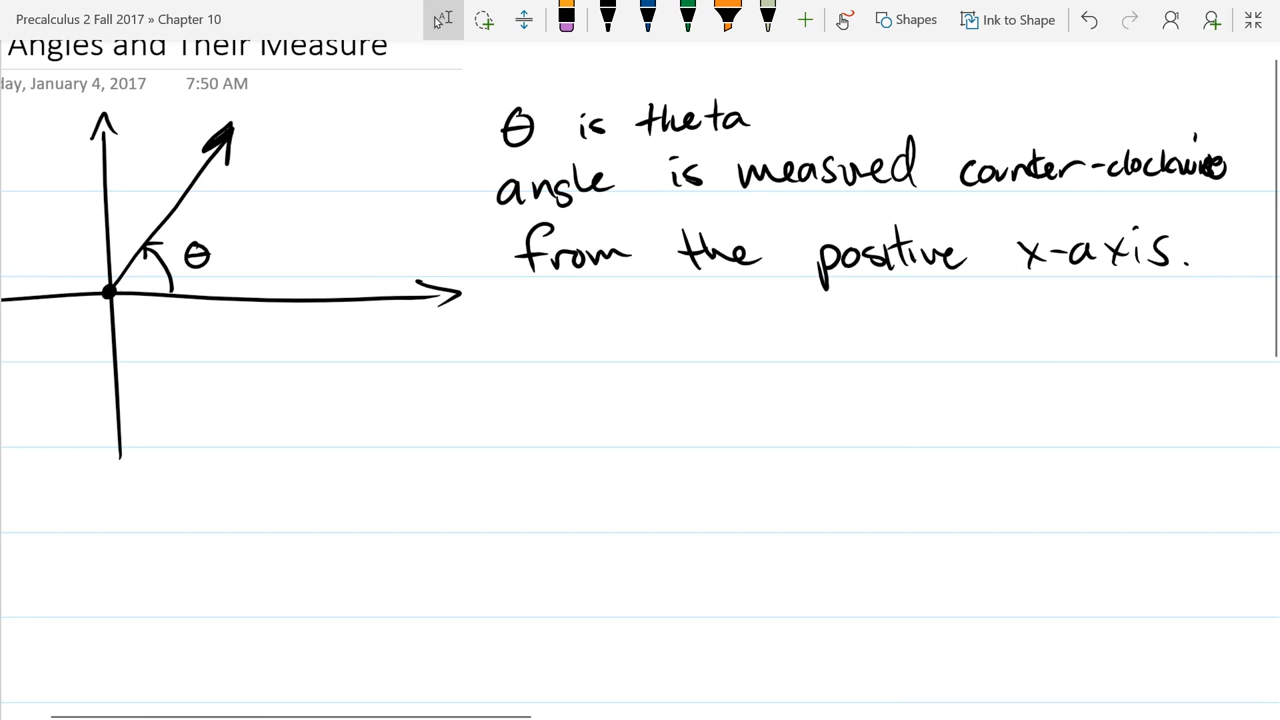 Precalculus 2 Fall 2017 » Chapter 10
Shapes
Ink to Shape
Angles and Their Measure
day, January 4, 2017 7:50 AM
θ is theta
angle is measured counter-clockwise
from the positive x-axis.
θ